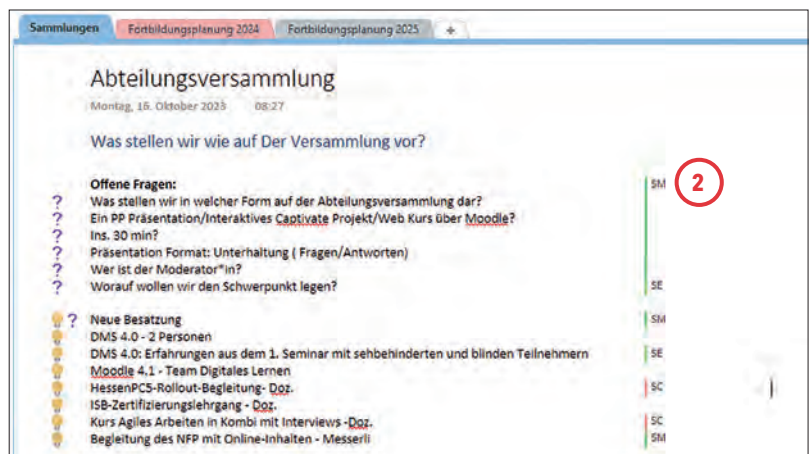 Sammlungen Fortbildungsplanung 2024 Fortbildungsplanung 2025 +
Abteilungsversammlung
Montag, 16. Oktober 2023 08:27
Was stellen wir wie auf Der Versammlung vor?
Offene Fragen: SM 2
? Was stellen wir in welcher Form auf der Abteilungsversammlung dar?
? Ein PP Präsentation/Interaktives Captivate Projekt/Web Kurs über Moodle?
? Ins. 30 min?
? Präsentation Format: Unterhaltung ( Fragen/Antworten)
? Wer ist der Moderator*in?
? Worauf wollen wir den Schwerpunkt legen? SE
? Neue Besatzung SM
DMS 4.0 - 2 Personen
DMS 4.0: Erfahrungen aus dem 1. Seminar mit sehbehinderten und blinden Teilnehmern SE
Moodle 4.1 - Team Digitales Lernen
HessenPC5-Rollout-Begleitung- Doz. SC
ISB-Zertifizierungslehrgang - Doz.
Kurs Agiles Arbeiten in Kombi mit Interviews -Doz. SC
Begleitung des NFP mit Online-Inhalten - Messerli SM